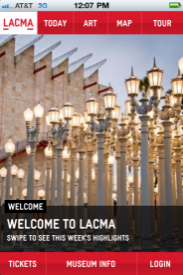 AT&T 3G 12:07 PM
LACMA TODAY ART MAP TOUR
WELCOME
WELCOME TO LACMA
SWIPE TO SEE THIS WEEK'S HIGHLIGHTS
TICKETS MUSEUM INFO LOGIN